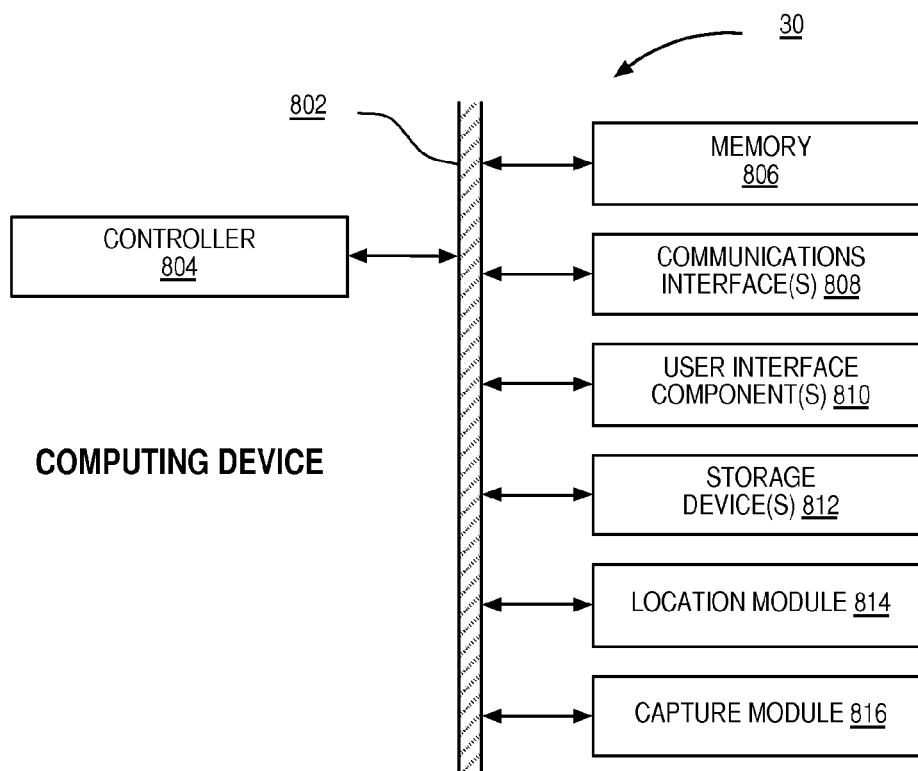 30
802
MEMORY
806
CONTROLLER
804
COMMUNICATIONS
INTERFACE(S) 808
USER INTERFACE
COMPONENT(S) 810
COMPUTING DEVICE
STORAGE
DEVICE(S) 812
LOCATION MODULE 814
CAPTURE MODULE 816